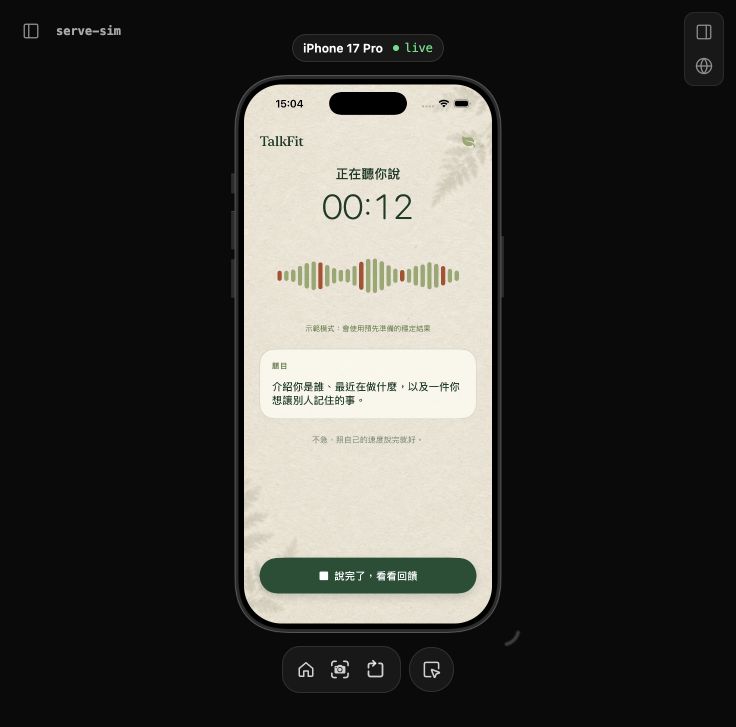 serve-sim
iPhone 17 Pro live
15:04
TalkFit
正在聽你說
00:12
示範模式：會使用預先準備的穩定結果
題目
介紹你是誰、最近在做什麼，以及一件你
想讓別人記住的事。
不急，照自己的速度說完就好。
說完了，看看回饋